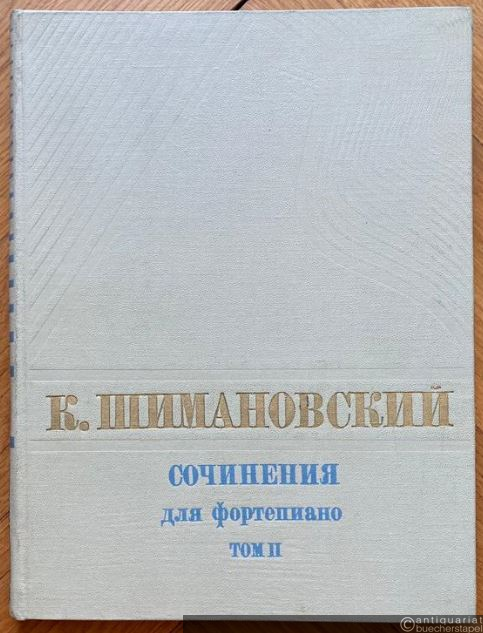 К. ШИМАНОВСКИЙ
СОЧИНЕНИЯ
для фортепиано
ТОМ II
©antiquariat
buecherstapel